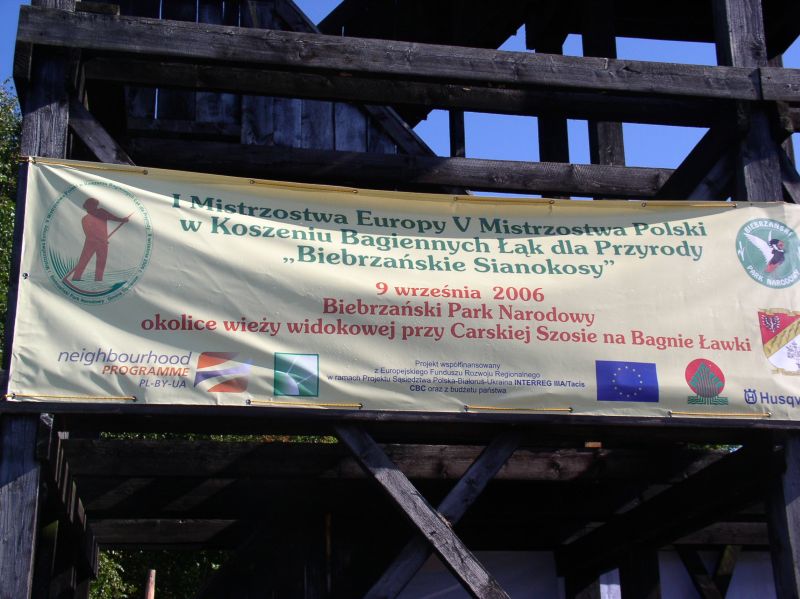 I Mistrzostwa Europy V Mistrzostwa Polski
w Koszeniu Bagiennych Łąk dla Przyrody
„Biebrzańskie Sianokosy”
9 września 2006
Biebrzański Park Narodowy
okolice wieży widokowej przy Carskiej Szosie na Bagnie Ławki
BIEBRZAŃSKI
PARK NARODOWY
neighbourhood
PROGRAMME
PL-BY-UA
Projekt współfinansowany
z Europejskiego Funduszu Rozwoju Regionalnego
w ramach Projektu Sąsiedztwa Polska-Białoruś-Ukraina INTERREG IIIA/Tacis
CBC oraz z budżetu państwa
Husqv